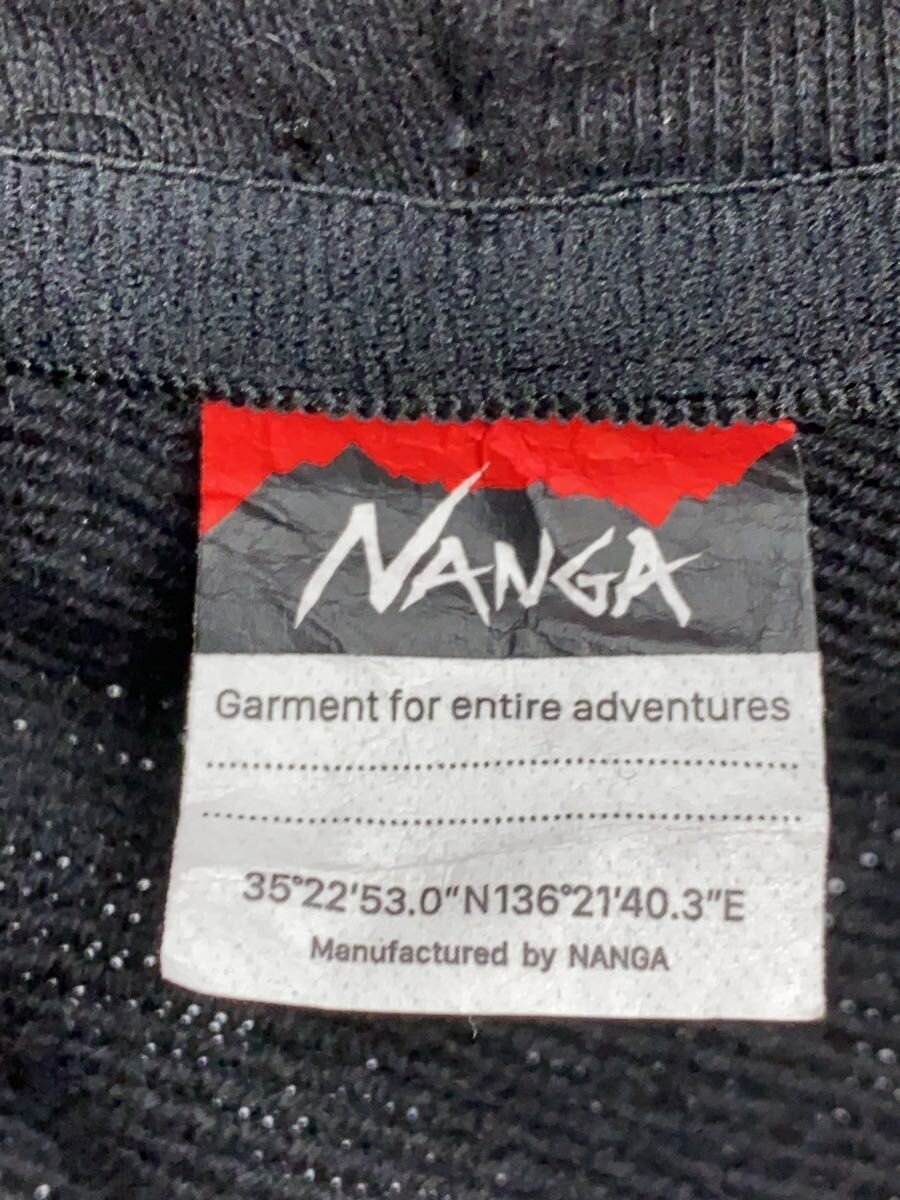 NANGA
Garment for entire adventures
35°22'53.0"N136°21'40.3"E
Manufactured by NANGA